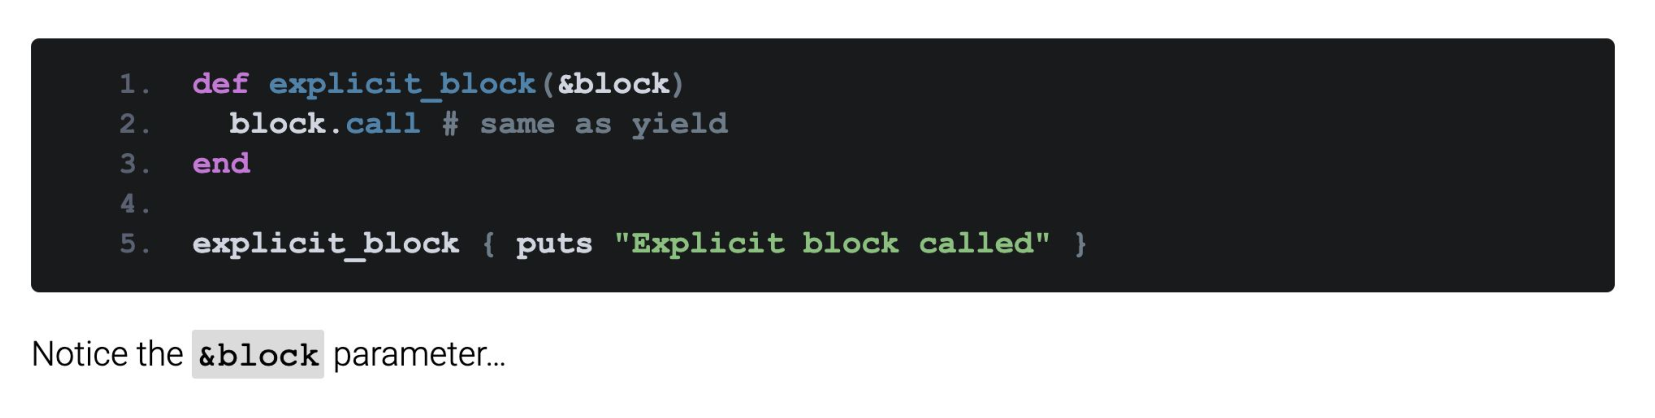 1. def explicit_block(&block)
2.   block.call # same as yield
3. end
4.
5. explicit_block { puts "Explicit block called" }
Notice the &block parameter…